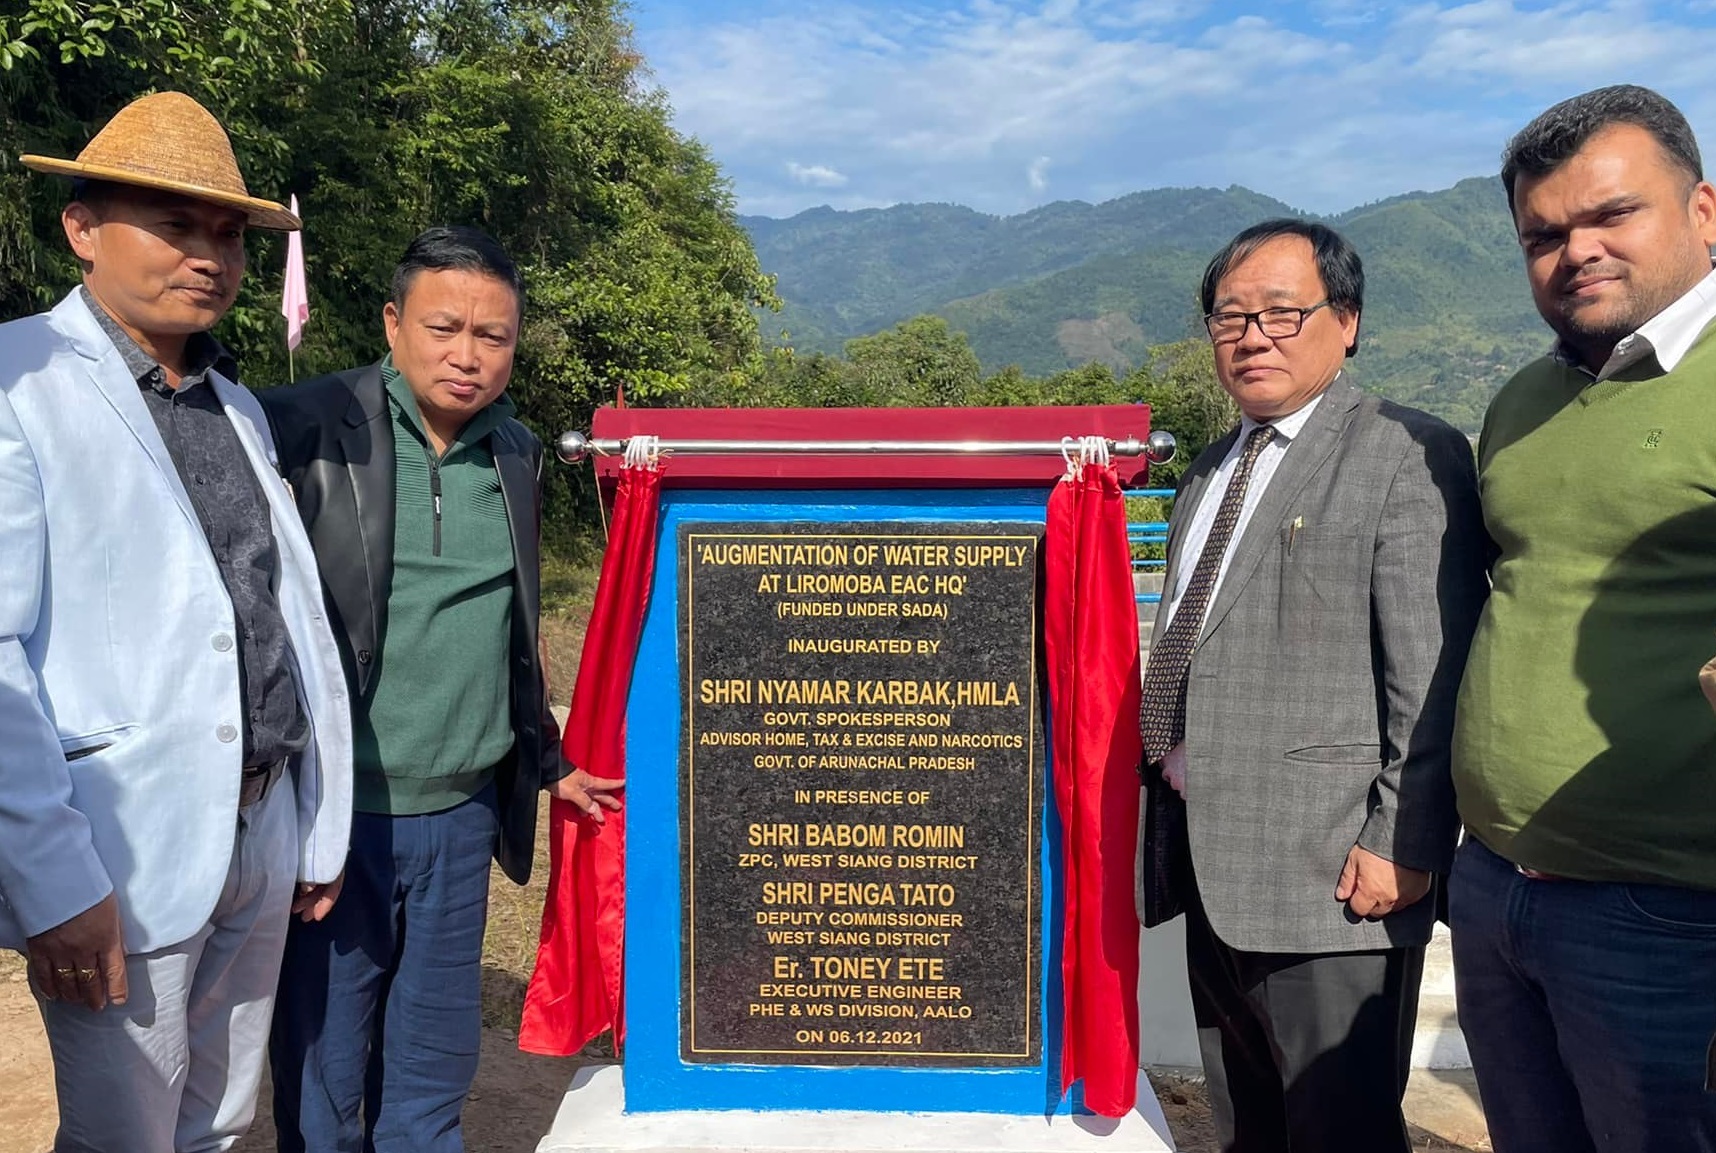 'AUGMENTATION OF WATER SUPPLY
AT LIROMOBA EAC HQ'
(FUNDED UNDER SADA)
INAUGURATED BY
SHRI NYAMAR KARBAK,HMLA
GOVT. SPOKESPERSON
ADVISOR HOME, TAX & EXCISE AND NARCOTICS
GOVT. OF ARUNACHAL PRADESH
IN PRESENCE OF
SHRI BABOM ROMIN
ZPC, WEST SIANG DISTRICT
SHRI PENGA TATO
DEPUTY COMMISSIONER
WEST SIANG DISTRICT
Er. TONEY ETE
EXECUTIVE ENGINEER
PHE & WS DIVISION, AALO
ON 06.12.2021